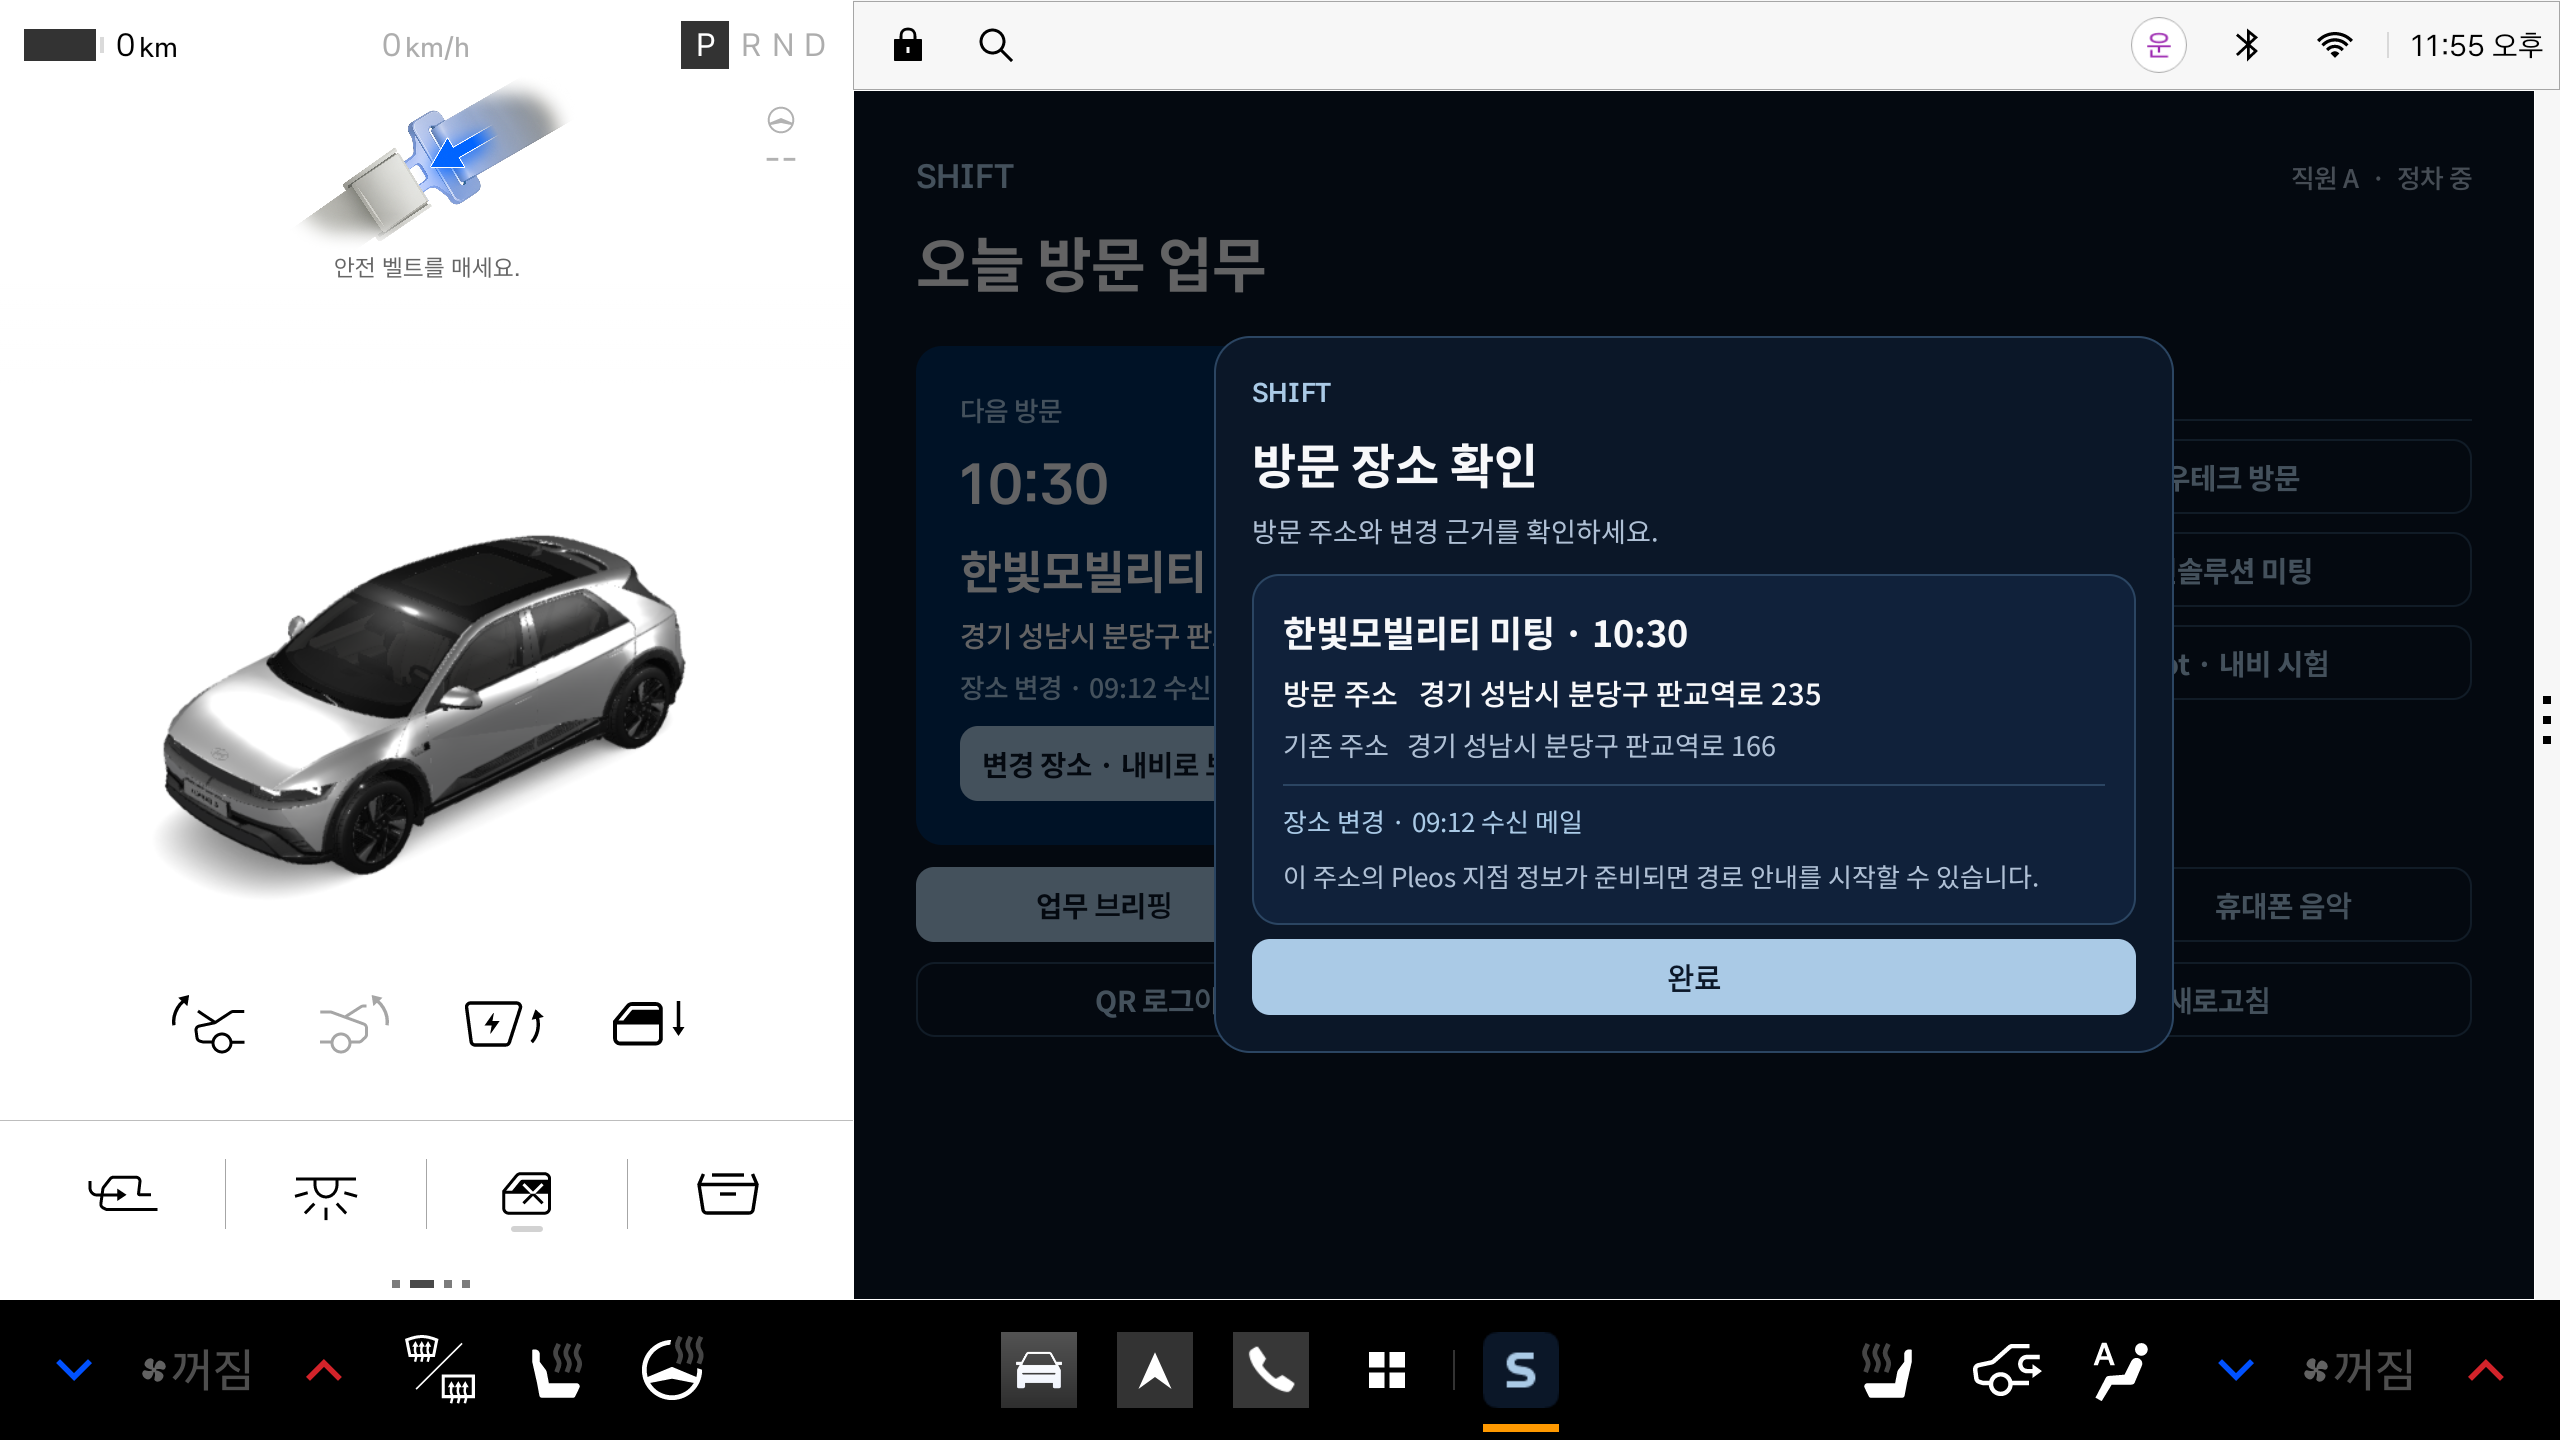 0 km
0 km/h
P R N D
운
11:55 오후
안전 벨트를 매세요.
SHIFT
직원 A · 정차 중
오늘 방문 업무
다음 방문
10:30
한빛모빌리티
경기 성남시 분당구
장소 변경 · 09:12 수신
변경 장소 · 내비로
업무 브리핑
QR
방문
솔루션 미팅
· 내비 시험
휴대폰 음악
새로고침
SHIFT
방문 장소 확인
방문 주소와 변경 근거를 확인하세요.
한빛모빌리티 미팅 · 10:30
방문 주소 경기 성남시 분당구 판교역로 235
기존 주소 경기 성남시 분당구 판교역로 166
장소 변경 · 09:12 수신 메일
이 주소의 Pleos 지점 정보가 준비되면 경로 안내를 시작할 수 있습니다.
완료
꺼짐
S
A
꺼짐